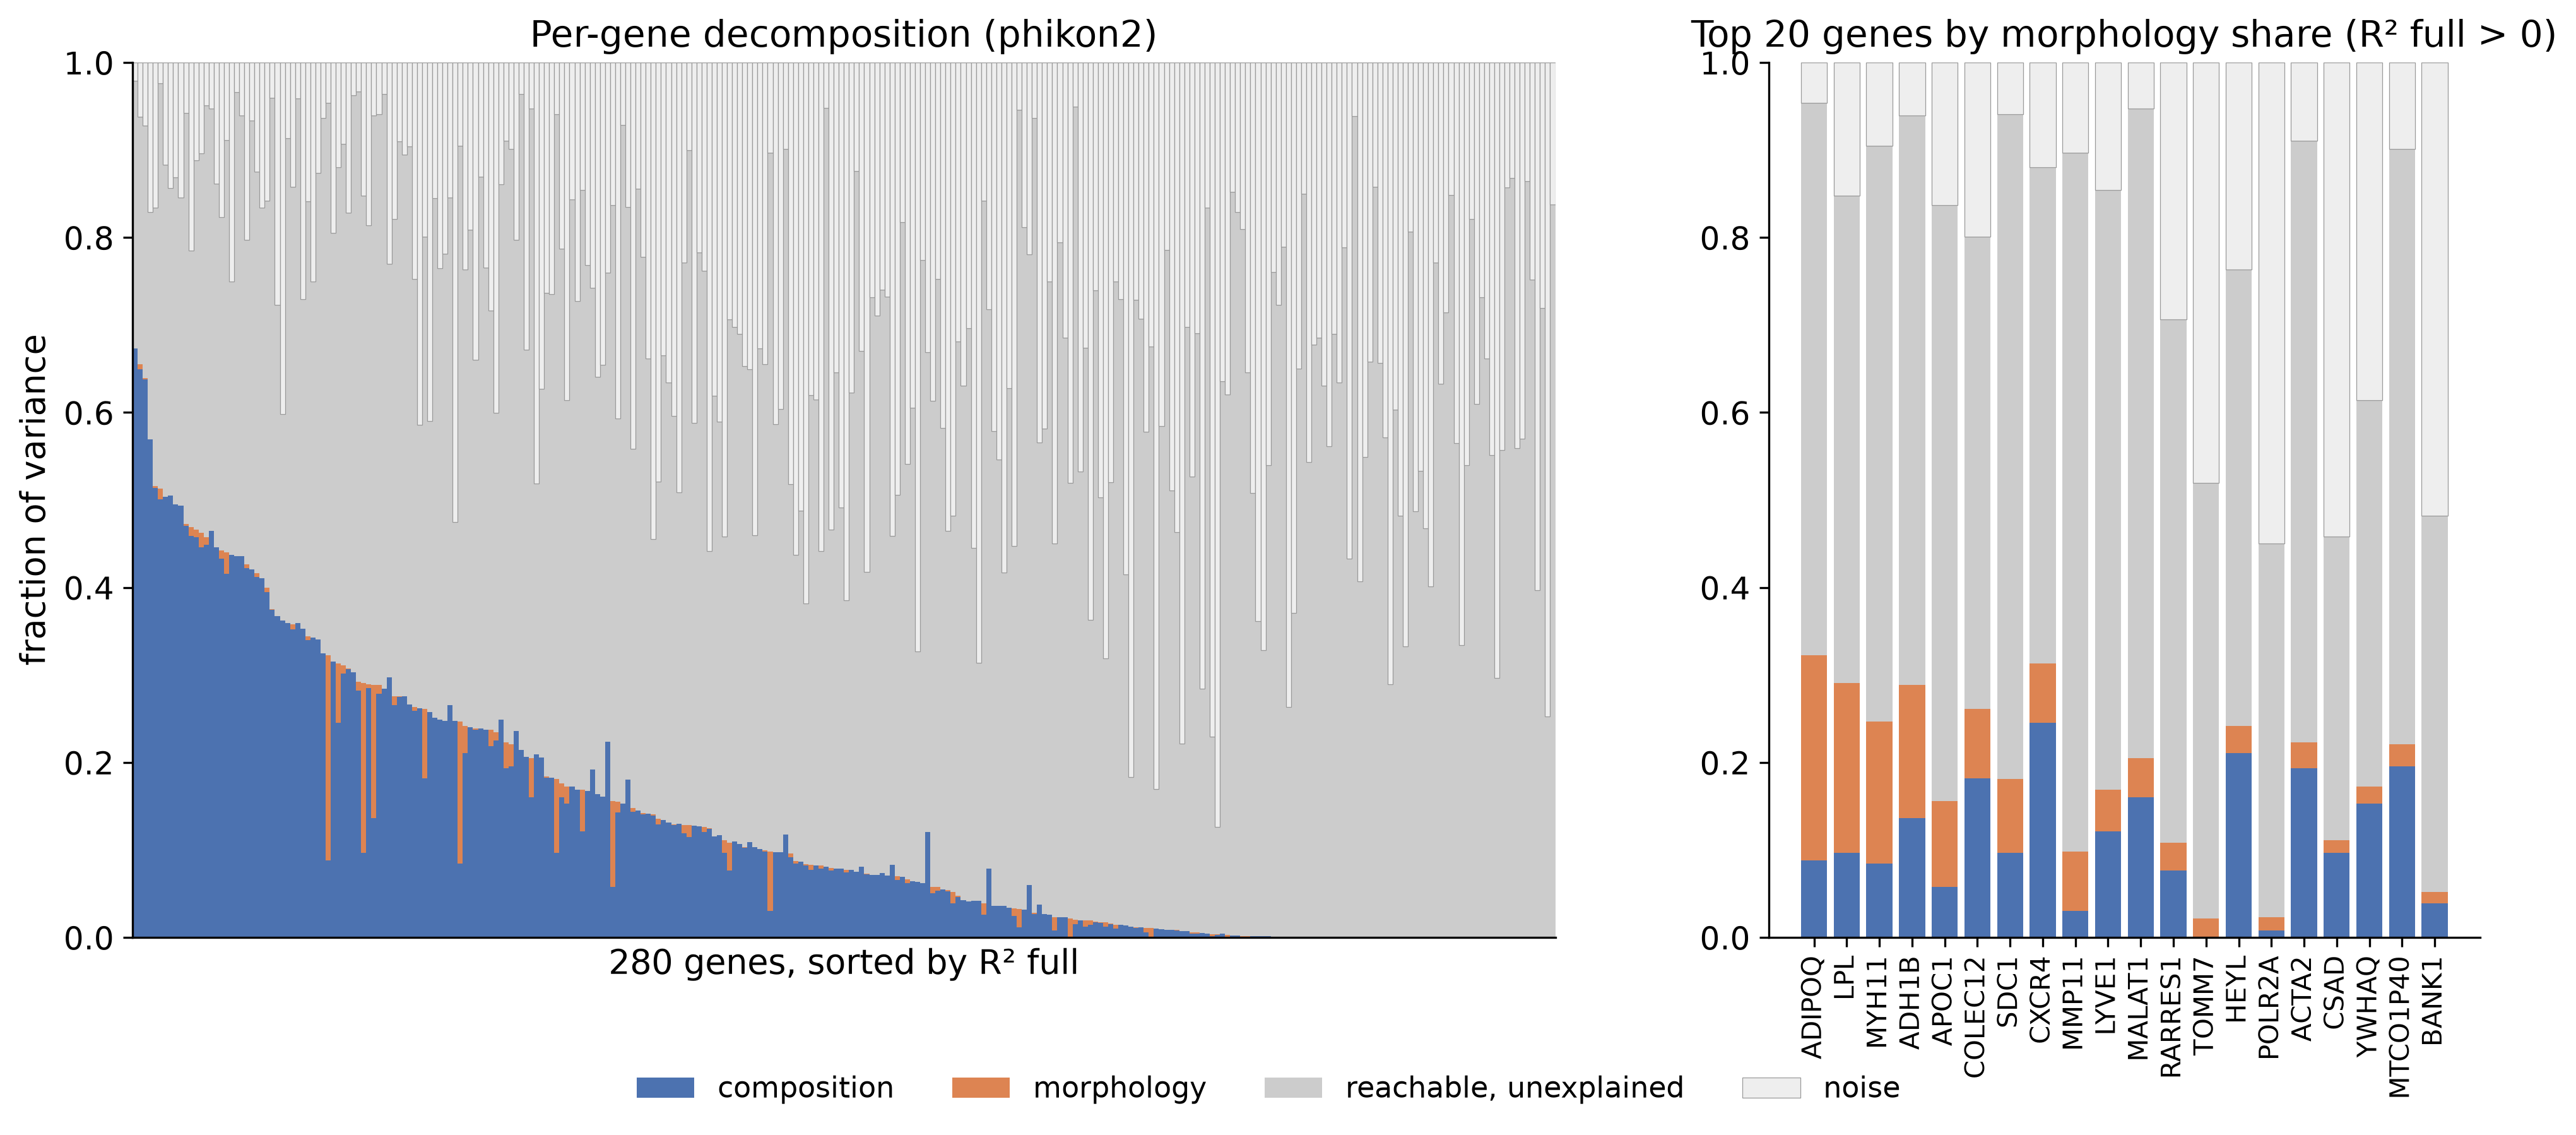 Per-gene decomposition (phikon2)
fraction of variance
1.0
0.8
0.6
0.4
0.2
0.0
280 genes, sorted by R² full
Top 20 genes by morphology share (R² full > 0)
1.0
0.8
0.6
0.4
0.2
0.0
ADIPOQ
LPL
MYH11
ADH1B
APOC1
COLEC12
SDC1
CXCR4
MMP11
LYVE1
MALAT1
RARRES1
TOMM7
HEYL
POLR2A
ACTA2
CSAD
YWHAQ
MTCO1P40
BANK1
composition
morphology
reachable, unexplained
noise